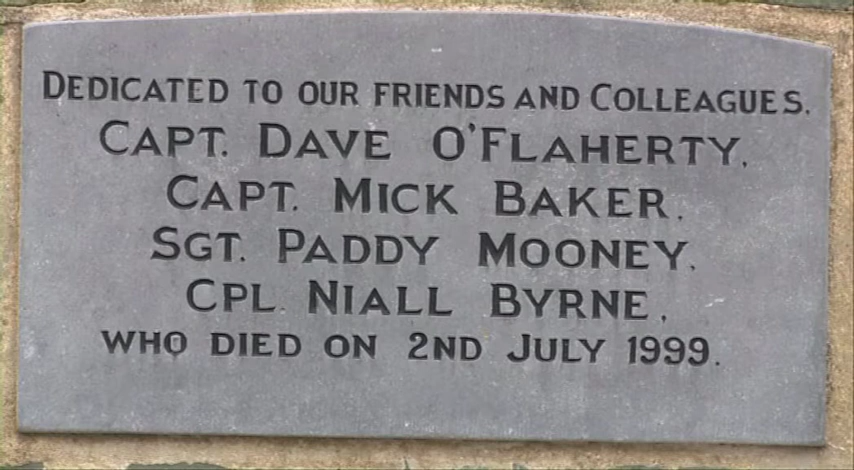 DEDICATED TO OUR FRIENDS AND COLLEAGUES.
CAPT. DAVE O'FLAHERTY.
CAPT. MICK BAKER.
SGT. PADDY MOONEY.
CPL. NIALL BYRNE.
WHO DIED ON 2ND JULY 1999.